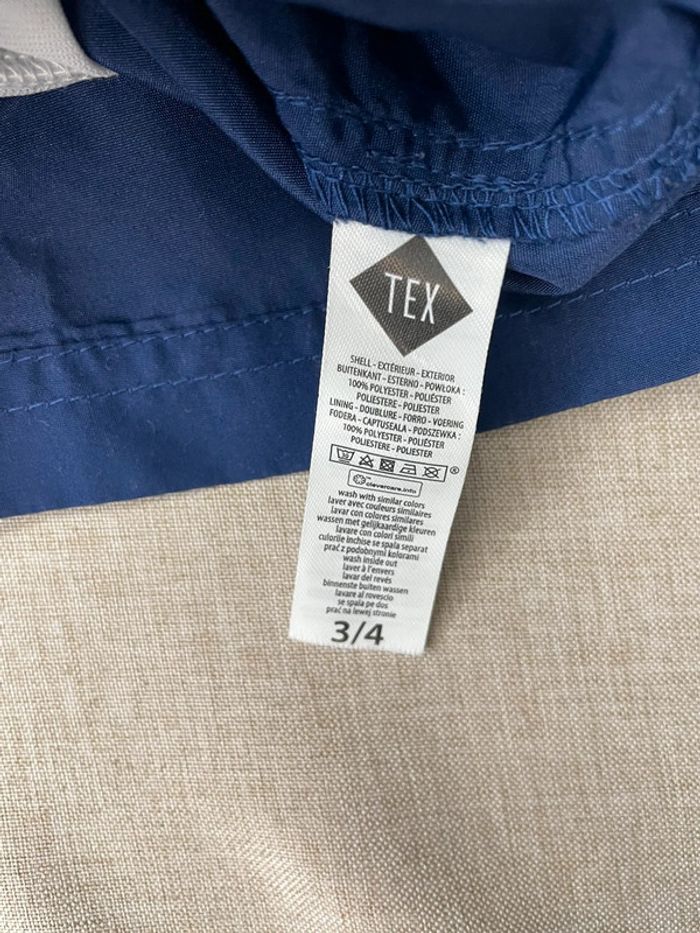 TEX
SHELL - EXTÉRIEUR - EXTERIOR
BUITENKANT - ESTERNO - POWŁOKA :
100% POLYESTER - POLIÉSTER
POLIESTERE - POLIESTER
LINING - DOUBLURE - FORRO - VOERING
FODERA - CAPTUSEALA - PODSZEWKA :
100% POLYESTER - POLIÉSTER
POLIESTERE - POLIESTER
30
®
clevercare.info
wash with similar colors
laver avec couleurs similaires
lavar con colores similares
wassen met gelijkaardige kleuren
lavare con colori simili
culorile inchise se spala separat
prać z podobnymi kolorami
wash inside out
laver à l'envers
lavar del revés
binnenste buiten wassen
lavare al rovescio
se spala pe dos
prać na lewej stronie
3/4